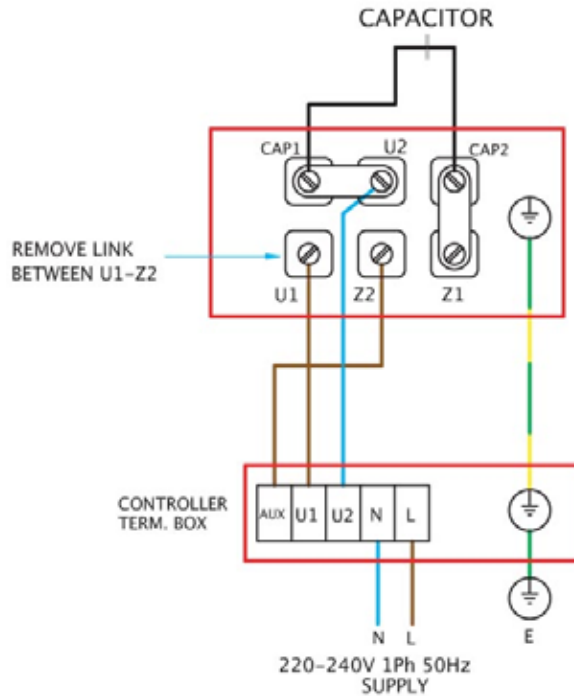 CAPACITOR
CAP1
U2
CAP2
REMOVE LINK
BETWEEN U1-Z2
U1
Z2
Z1
CONTROLLER
TERM. BOX
AUX U1 U2 N L
N L E
220-240V 1Ph 50Hz
SUPPLY